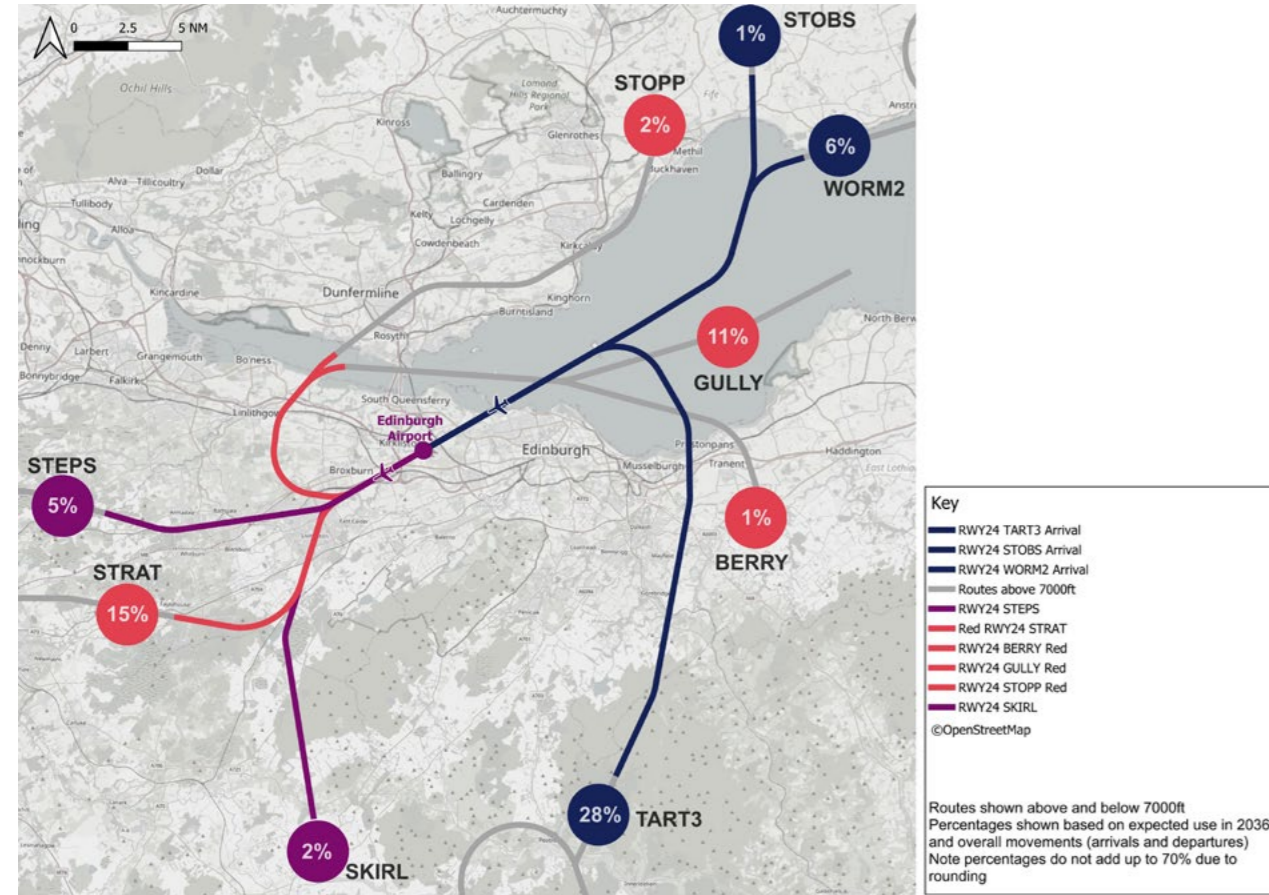 0 2.5 5 NM
Auchtermuchty
STOBS
1%
Ochil Hills
Lomond
Hills Regional
Park
Fife
STOPP
2%
Kinross
Glenrothes
Methil
Buckhaven
Anstr
6%
WORM2
Dollar
Alva
Tillicoultry
Ballingry
Tullibody
Kelty
Cardenden
Lochgelly
Alloa
Cowdenbeath
Kirkcaldy
Kincardine
Dunfermline
Kinghorn
Burntisland
North Berw
Rosyth
Denny
Larbert
Grangemouth
Bo'ness
11%
GULLY
Bonnybridge
Falkirk
South Queensferry
Linlithgow
Edinburgh
Airport
Kirkliston
Edinburgh
Prestonpans
Haddington
Broxburn
Musselburgh
Tranent
East Lothia
STEPS
5%
1%
BERRY
STRAT
15%
28%
TART3
2%
SKIRL
Key
RWY24 TART3 Arrival
RWY24 STOBS Arrival
RWY24 WORM2 Arrival
Routes above 7000ft
RWY24 STEPS
Red RWY24 STRAT
RWY24 BERRY Red
RWY24 GULLY Red
RWY24 STOPP Red
RWY24 SKIRL
©OpenStreetMap
Routes shown above and below 7000ft
Percentages shown based on expected use in 2036
and overall movements (arrivals and departures)
Note percentages do not add up to 70% due to
rounding